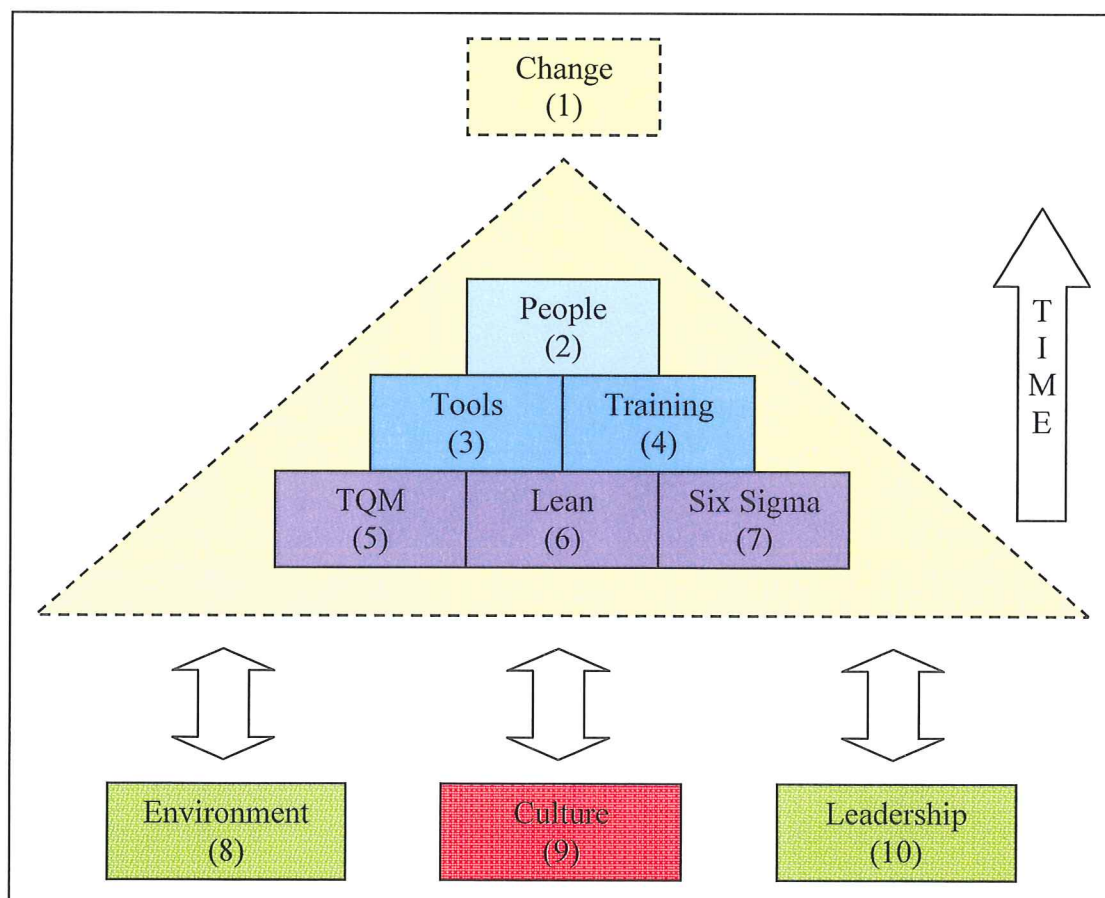 Change
(1)
People
(2)
Tools
(3)
Training
(4)
TQM
(5)
Lean
(6)
Six Sigma
(7)
TIME
Environment
(8)
Culture
(9)
Leadership
(10)